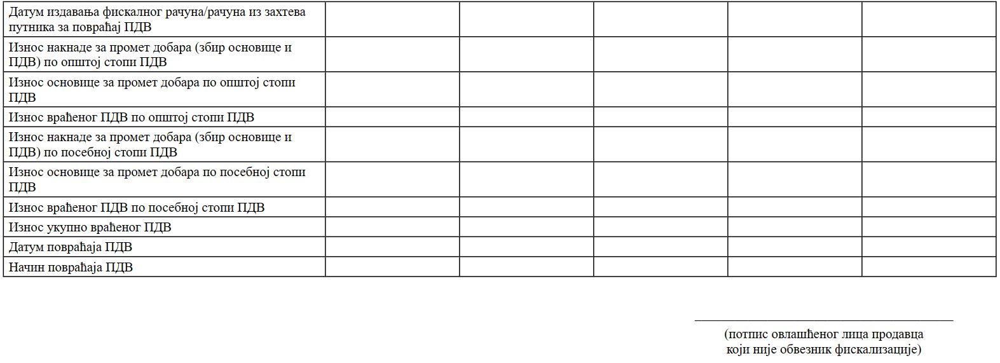 Датум издавања фискалног рачуна/рачуна из захтева
путника за повраћај ПДВ
Износ накнаде за промет добара (збир основице и
ПДВ) по општој стопи ПДВ
Износ основице за промет добара по општој стопи
ПДВ
Износ враћеног ПДВ по општој стопи ПДВ
Износ накнаде за промет добара (збир основице и
ПДВ) по посебној стопи ПДВ
Износ основице за промет добара по посебној стопи
ПДВ
Износ враћеног ПДВ по посебној стопи ПДВ
Износ укупно враћеног ПДВ
Датум повраћаја ПДВ
Начин повраћаја ПДВ
(потпис овлашћеног лица продавца
који није обвезник фискализације)